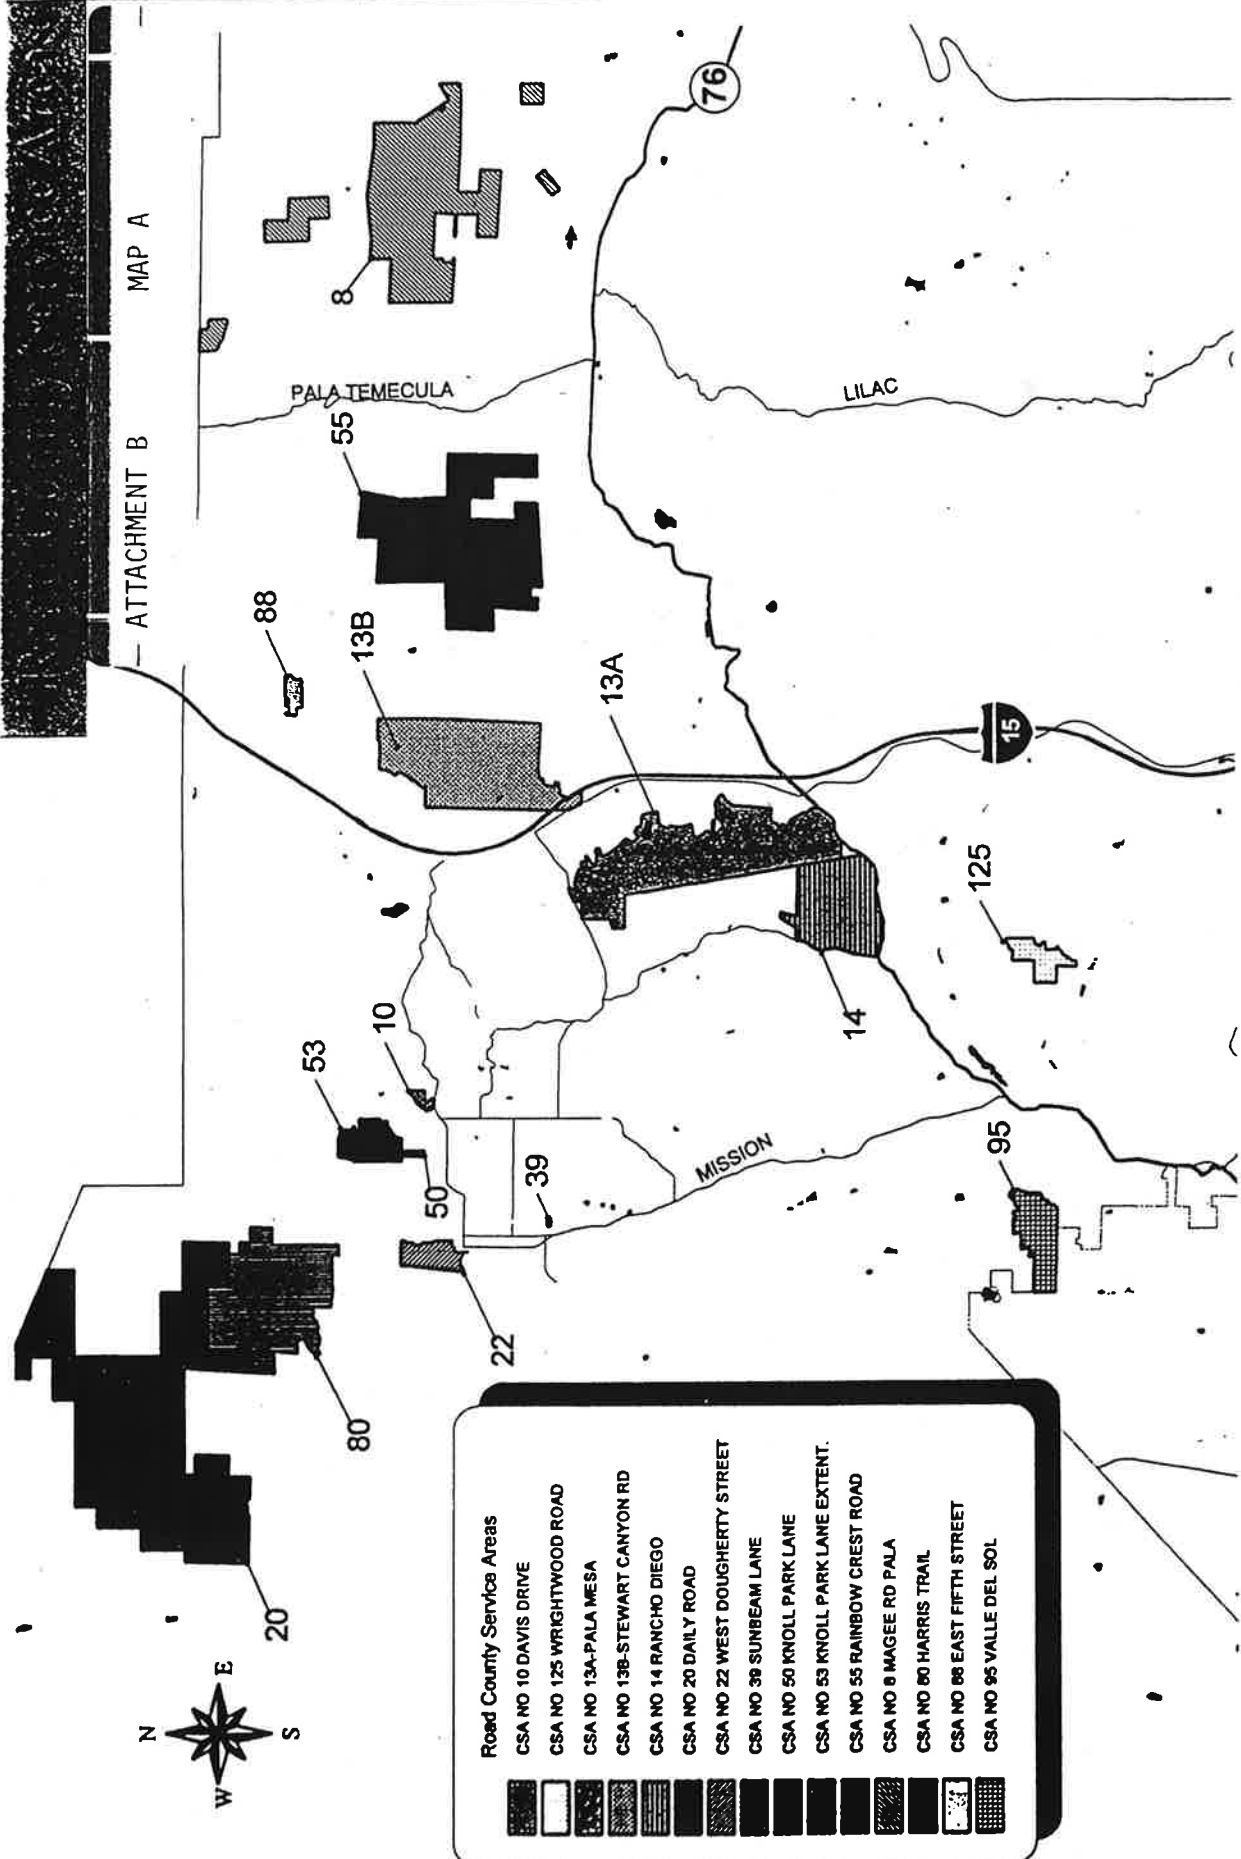 ATTACHMENT B MAP A
20
80
22
53
50
10
39
88
13B
55
8
PALA TEMECULA
13A
14
MISSION
95
125
15
LILAC
76
N
W E
S
Road County Service Areas
CSA NO 10 DAVIS DRIVE
CSA NO 125 WRIGHTWOOD ROAD
CSA NO 13A-PALA MESA
CSA NO 13B-STEWART CANYON RD
CSA NO 14 RANCHO DIEGO
CSA NO 20 DAILY ROAD
CSA NO 22 WEST DOUGHERTY STREET
CSA NO 39 SUNBEAM LANE
CSA NO 50 KNOLL PARK LANE
CSA NO 53 KNOLL PARK LANE EXTENT.
CSA NO 55 RAINBOW CREST ROAD
CSA NO 8 MAGEE RD PALA
CSA NO 80 HARRIS TRAIL
CSA NO 88 EAST FIFTH STREET
CSA NO 95 VALLE DEL SOL